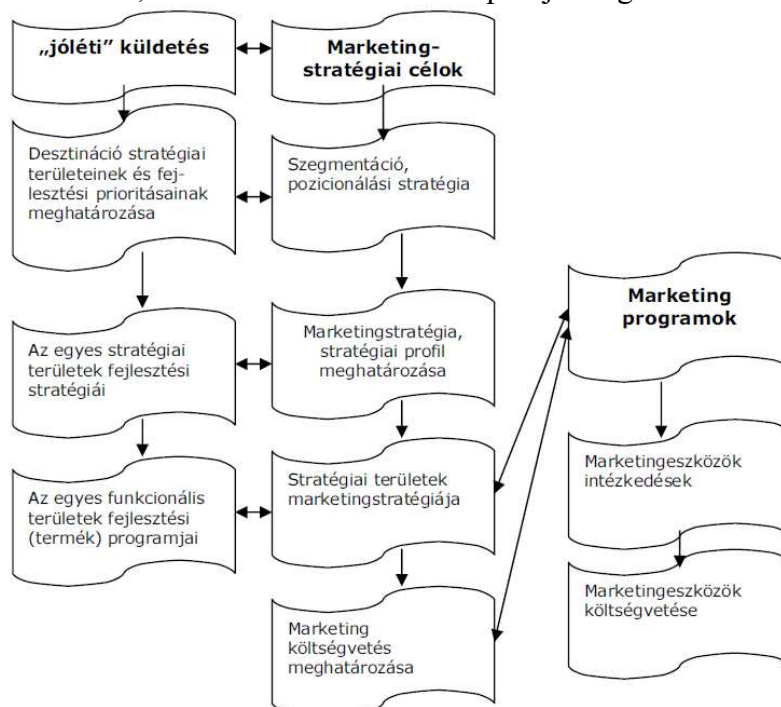 „jóléti” küldetés
Marketing-
stratégiai célok
Desztináció stratégiai
területeinek és fej-
lesztési prioritásainak
meghatározása
Szegmentáció,
pozicionálási stratégia
Az egyes stratégiai
területek fejlesztési
stratégiái
Marketingstratégia,
stratégiai profil
meghatározása
Az egyes funkcionális
területek fejlesztési
(termék) programjai
Stratégiai területek
marketingstratégiája
Marketing
költségvetés
meghatározása
Marketing
programok
Marketingeszközök
intézkedések
Marketingeszközök
költségvetése